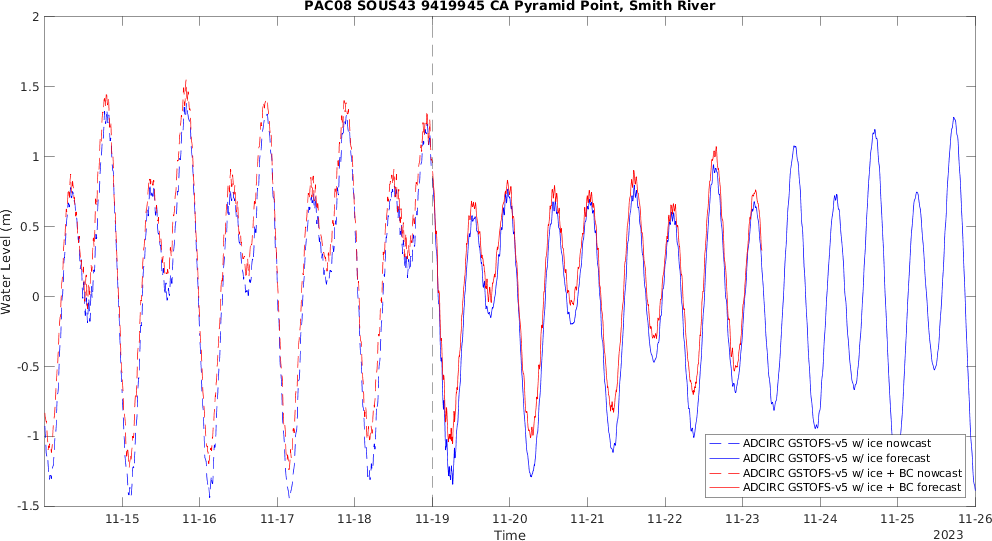 PAC08 SOUS43 9419945 CA Pyramid Point, Smith River
2
1.5
1
0.5
0
-0.5
-1
-1.5
Water Level (m)
11-15 11-16 11-17 11-18 11-19 11-20 11-21 11-22 11-23 11-24 11-25 11-26
Time
2023
ADCIRC GSTOFS-v5 w/ ice nowcast
ADCIRC GSTOFS-v5 w/ ice forecast
ADCIRC GSTOFS-v5 w/ ice + BC nowcast
ADCIRC GSTOFS-v5 w/ ice + BC forecast